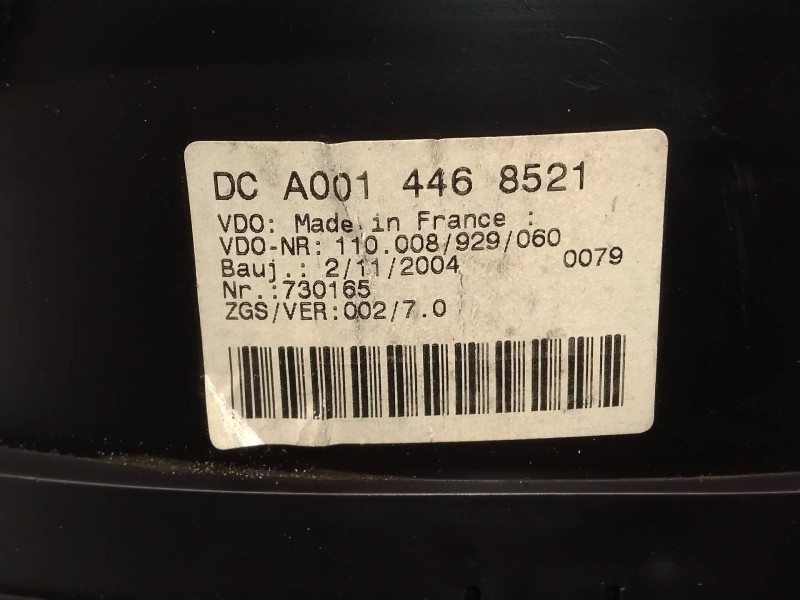 DC A001 446 8521
VDO: Made in France :
VDO-NR: 110.008/929/060
0079
Bauj.: 2/11/2004
Nr.:730165
ZGS/VER:002/7.0